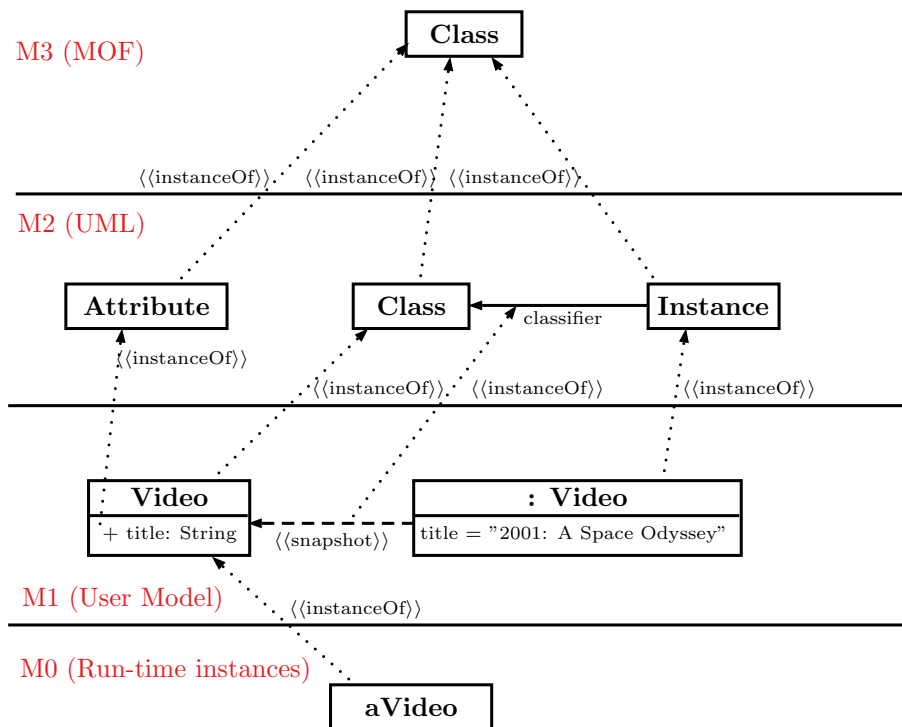 Class
M3 (MOF)
⟨⟨instanceOf⟩⟩ ⟨⟨instanceOf⟩⟩ ⟨⟨instanceOf⟩⟩
M2 (UML)
Attribute Class Instance
classifier
⟨⟨instanceOf⟩⟩
⟨⟨instanceOf⟩⟩ ⟨⟨instanceOf⟩⟩ ⟨⟨instanceOf⟩⟩
Video : Video
+ title: String title = "2001: A Space Odyssey"
⟨⟨snapshot⟩⟩
M1 (User Model)
⟨⟨instanceOf⟩⟩
M0 (Run-time instances)
aVideo